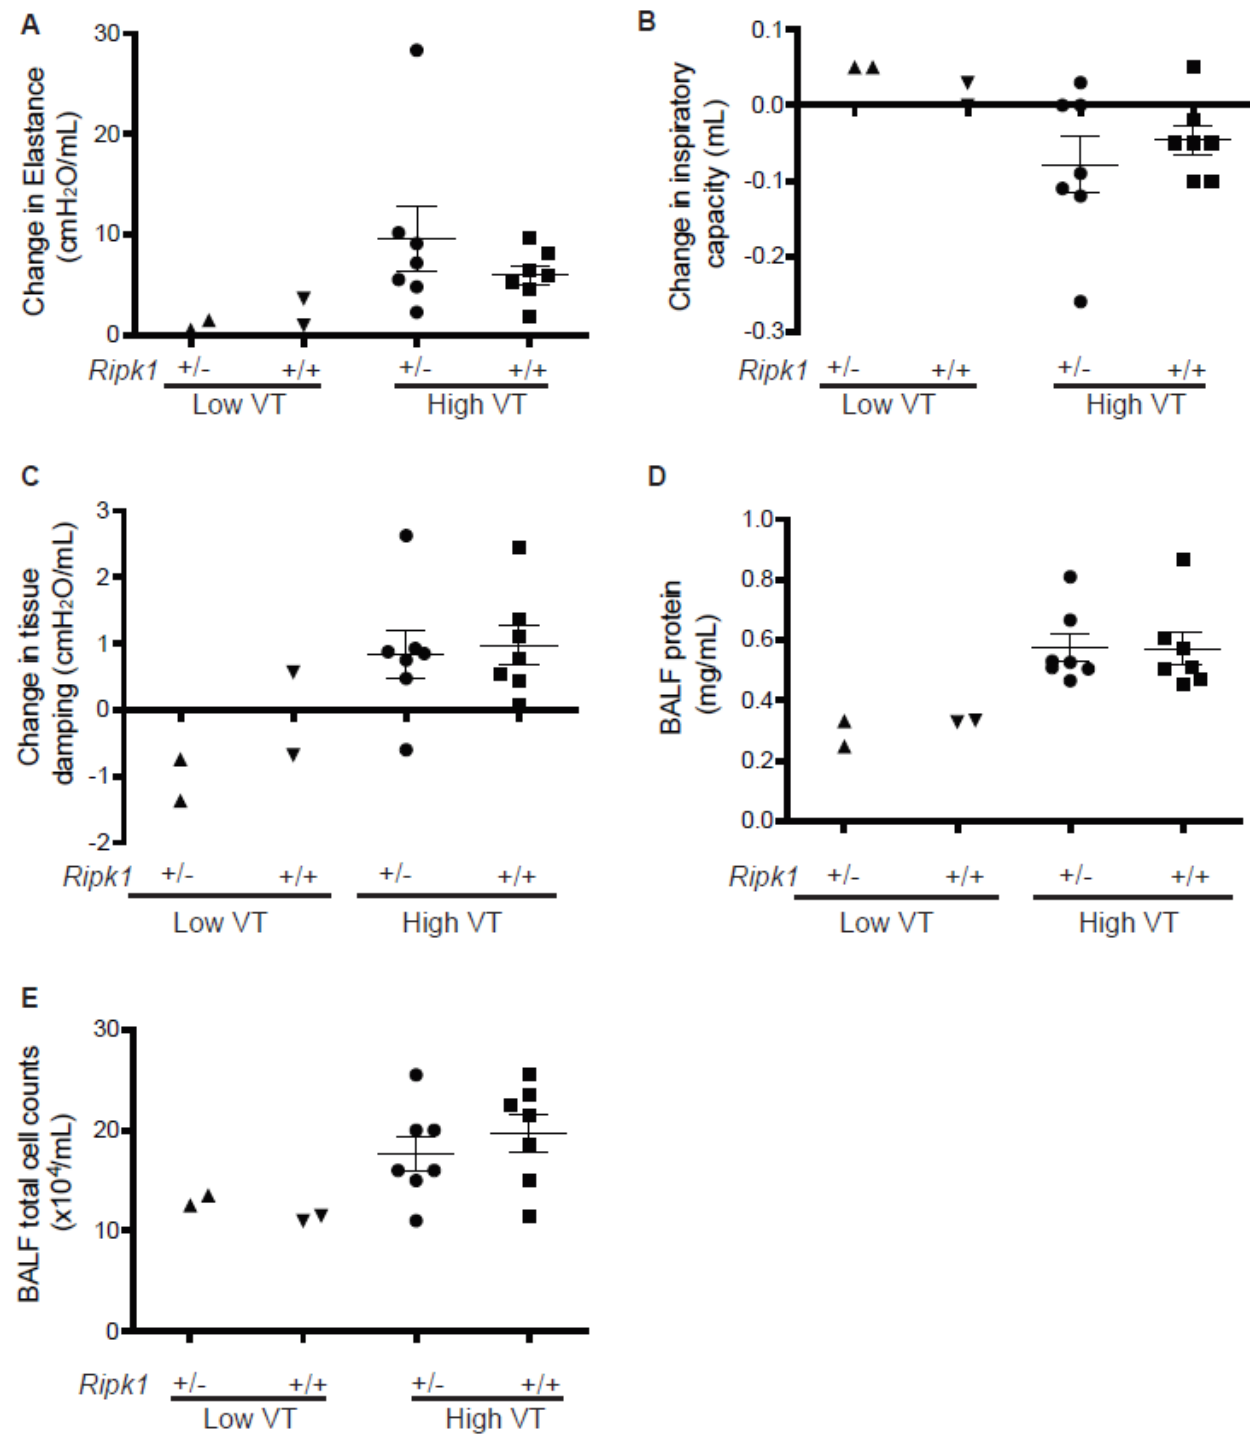 A
30
20
10
0
Change in Elastance
(cmH₂O/mL)
Ripk1 +/- +/+ +/- +/+
Low VT High VT
B
0.1
0.0
-0.1
-0.2
-0.3
Change in inspiratory
capacity (mL)
Ripk1 +/- +/+ +/- +/+
Low VT High VT
C
3
2
1
0
-1
-2
Change in tissue
damping (cmH₂O/mL)
Ripk1 +/- +/+ +/- +/+
Low VT High VT
D
1.0
0.8
0.6
0.4
0.2
0.0
BALF protein
(mg/mL)
Ripk1 +/- +/+ +/- +/+
Low VT High VT
E
30
20
10
0
BALF total cell counts
(x10⁴/mL)
Ripk1 +/- +/+ +/- +/+
Low VT High VT